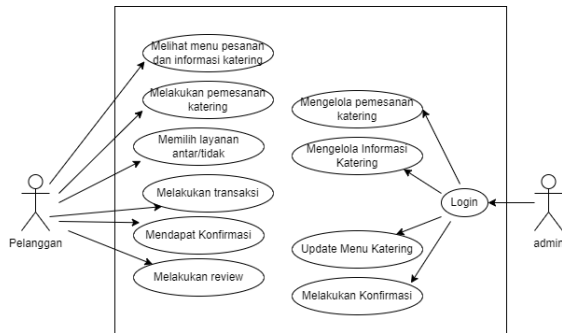 Melihat menu pesanan
dan informasi katering
Melakukan pemesanan
katering
Memilih layanan
antar/tidak
Melakukan transaksi
Mendapat Konfirmasi
Melakukan review
Pelanggan
Mengelola pemesanan
katering
Mengelola Informasi
Katering
Login
Update Menu Katering
Melakukan Konfirmasi
admin